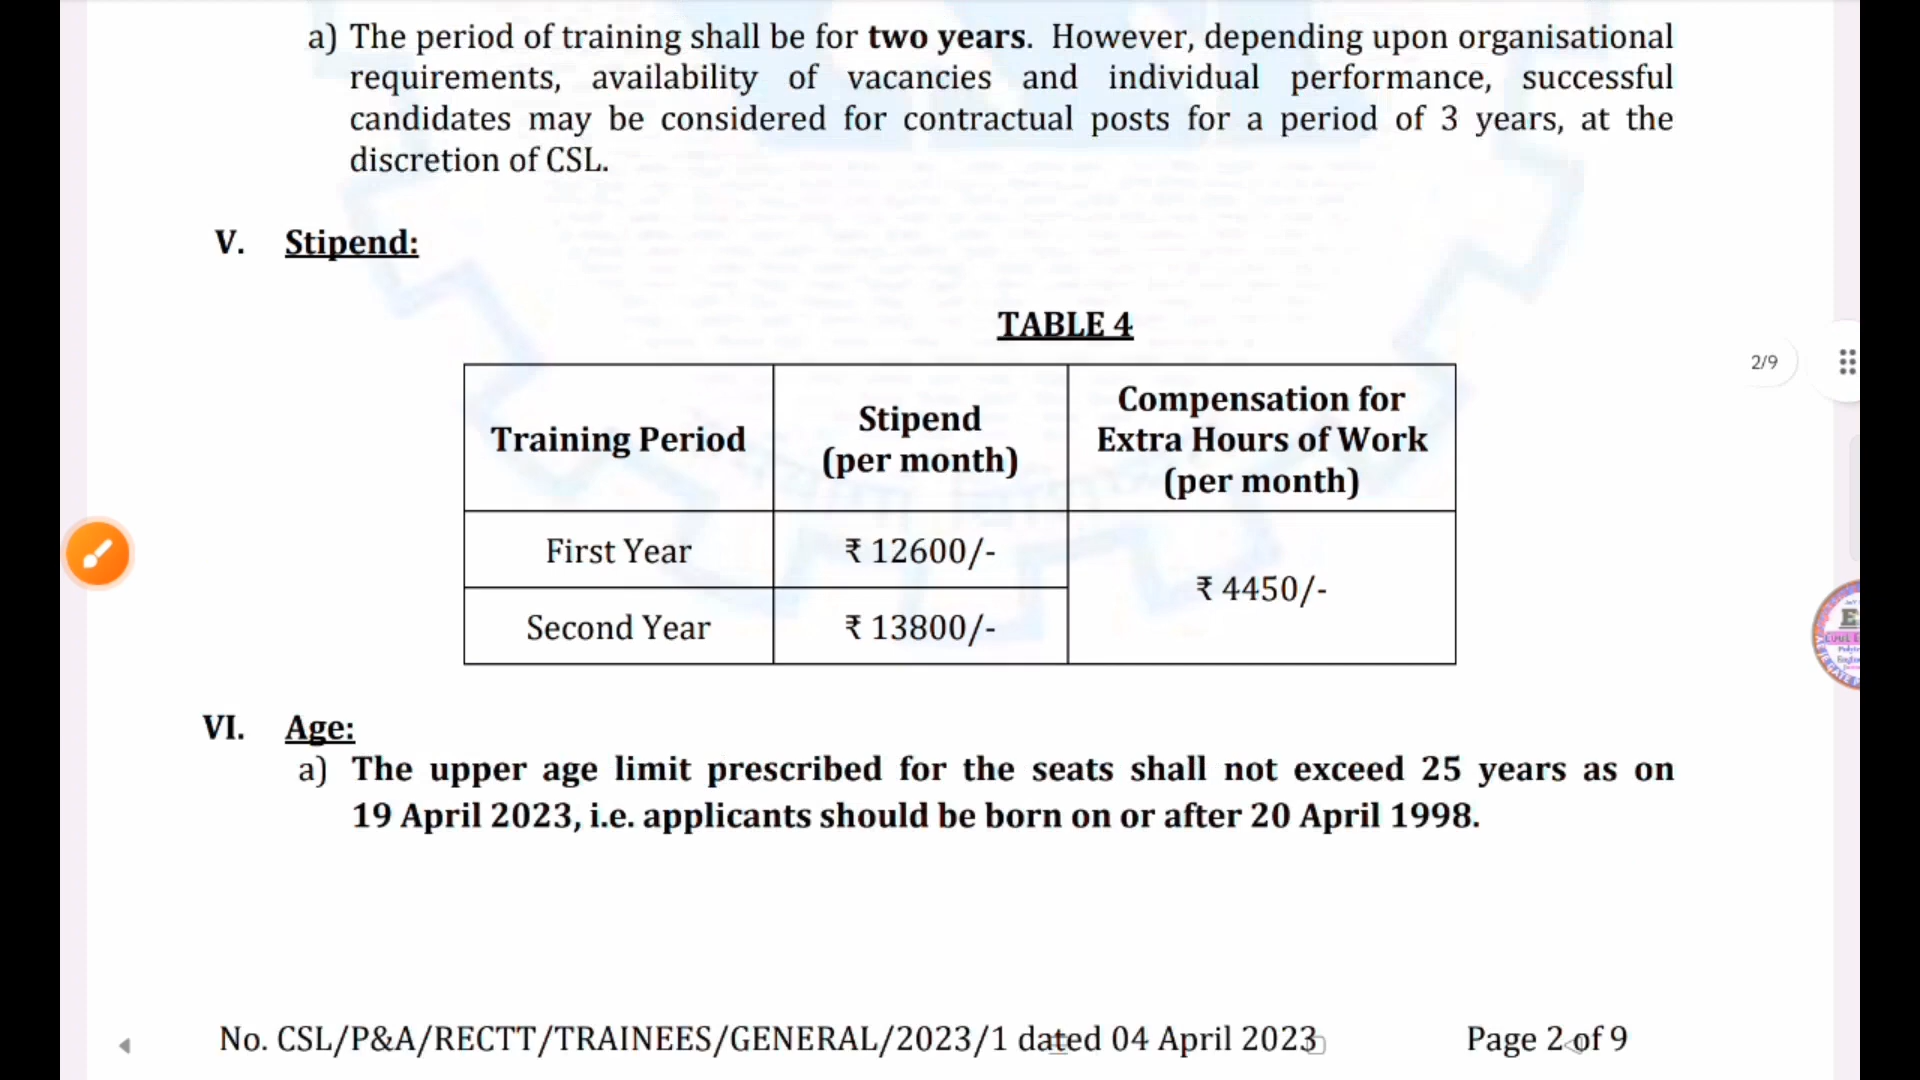 a) The period of training shall be for two years. However, depending upon organisational
requirements, availability of vacancies and individual performance, successful
candidates may be considered for contractual posts for a period of 3 years, at the
discretion of CSL.
V. Stipend:
TABLE 4
Training Period
Stipend
(per month)
Compensation for
Extra Hours of Work
(per month)
First Year
₹ 12600/-
₹ 4450/-
Second Year
₹ 13800/-
2/9
VI. Age:
a) The upper age limit prescribed for the seats shall not exceed 25 years as on
19 April 2023, i.e. applicants should be born on or after 20 April 1998.
No. CSL/P&A/RECTT/TRAINEES/GENERAL/2023/1 dated 04 April 2023
Page 2 of 9